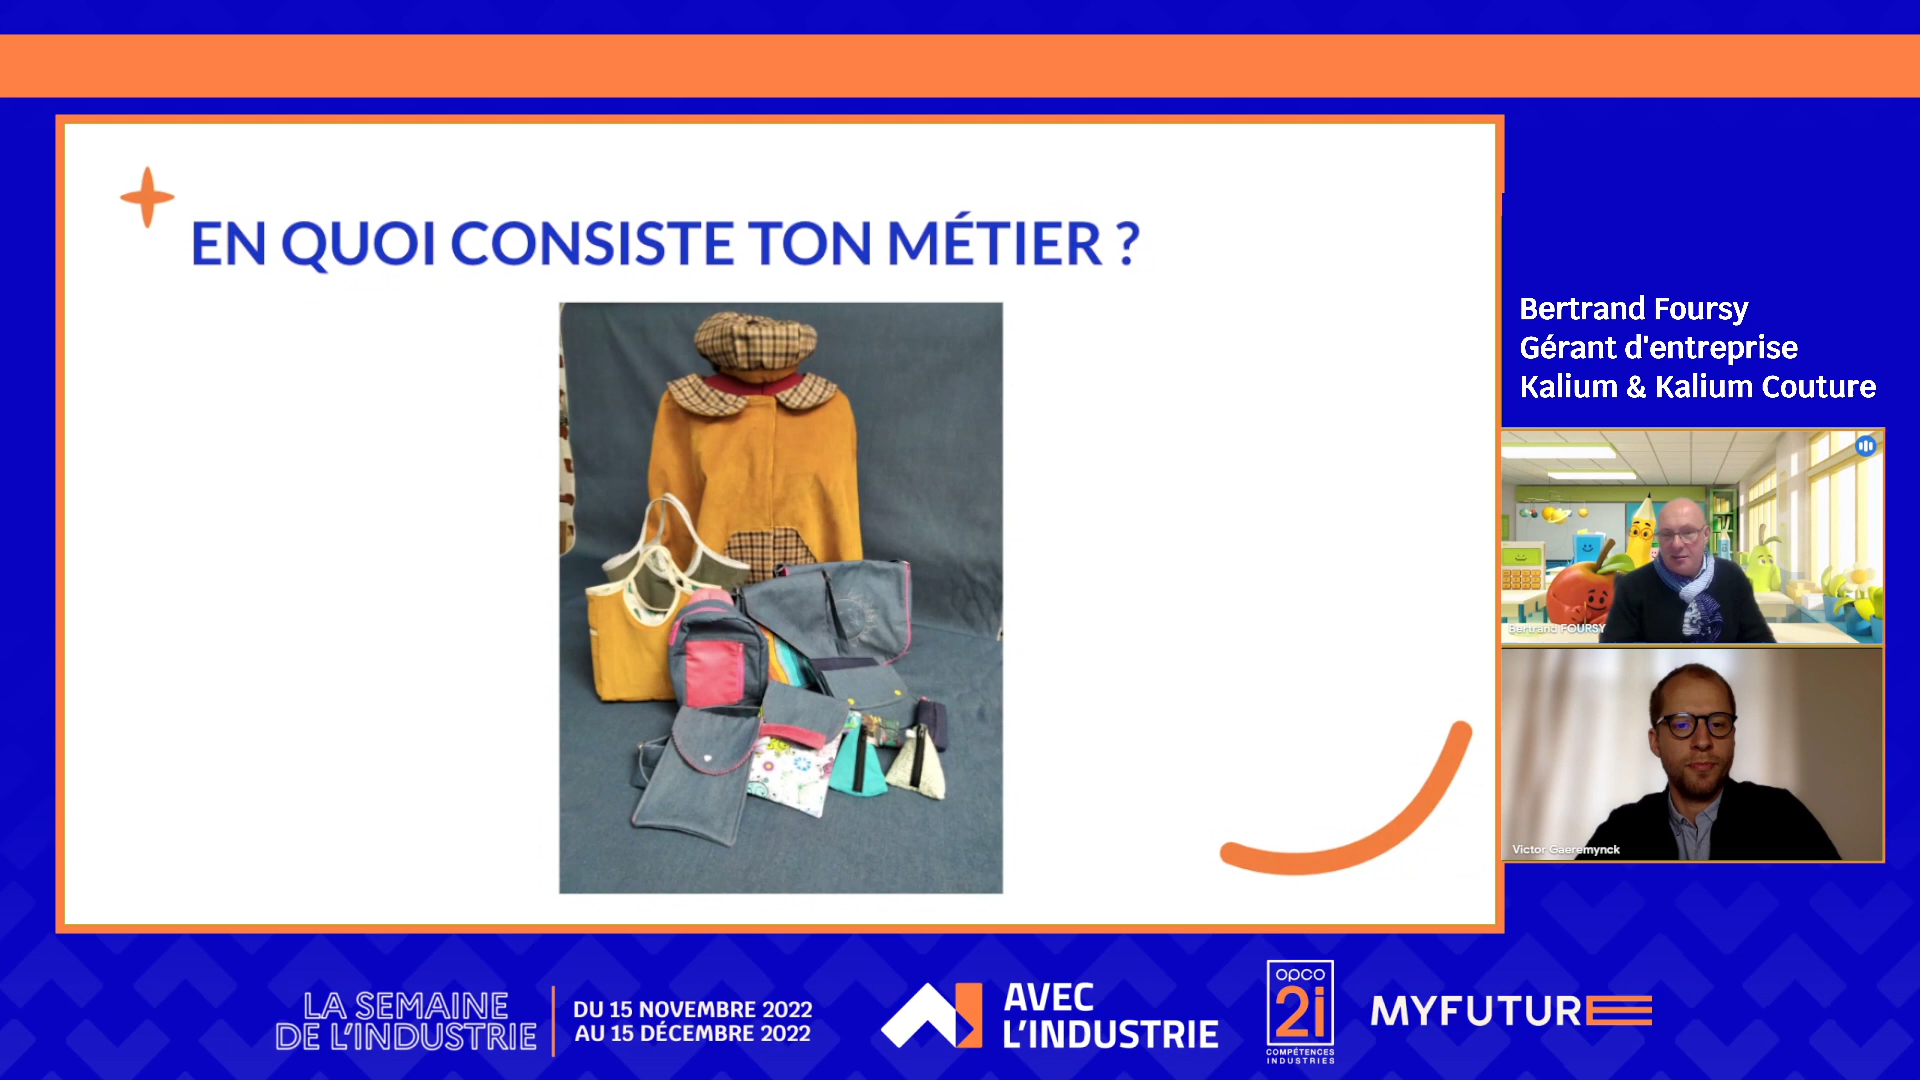 EN QUOI CONSISTE TON MÉTIER ?
Bertrand Foursy
Gérant d'entreprise
Kalium & Kalium Couture
Bertrand FOURSY
Victor Gaeremynck
LA SEMAINE
DE L'INDUSTRIE
DU 15 NOVEMBRE 2022
AU 15 DÉCEMBRE 2022
AVEC
L'INDUSTRIE
opco
2i
COMPÉTENCES
INDUSTRIES
MYFUTURE